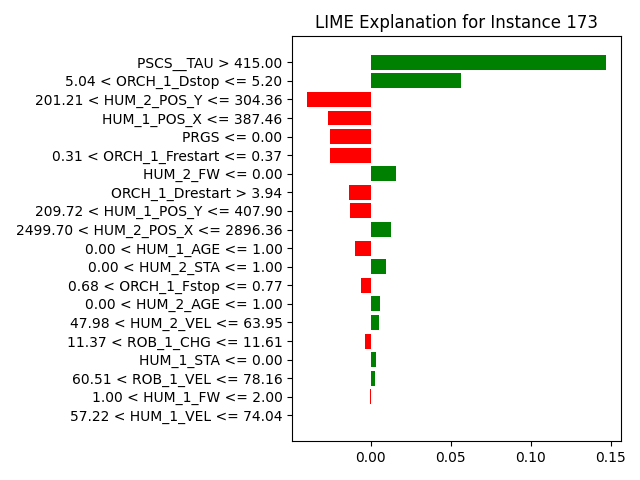 LIME Explanation for Instance 173
PSCS__TAU > 415.00
5.04 < ORCH_1_Dstop <= 5.20
201.21 < HUM_2_POS_Y <= 304.36
HUM_1_POS_X <= 387.46
PRGS <= 0.00
0.31 < ORCH_1_Frestart <= 0.37
HUM_2_FW <= 0.00
ORCH_1_Drestart > 3.94
209.72 < HUM_1_POS_Y <= 407.90
2499.70 < HUM_2_POS_X <= 2896.36
0.00 < HUM_1_AGE <= 1.00
0.00 < HUM_2_STA <= 1.00
0.68 < ORCH_1_Fstop <= 0.77
0.00 < HUM_2_AGE <= 1.00
47.98 < HUM_2_VEL <= 63.95
11.37 < ROB_1_CHG <= 11.61
HUM_1_STA <= 0.00
60.51 < ROB_1_VEL <= 78.16
1.00 < HUM_1_FW <= 2.00
57.22 < HUM_1_VEL <= 74.04
0.00 0.05 0.10 0.15